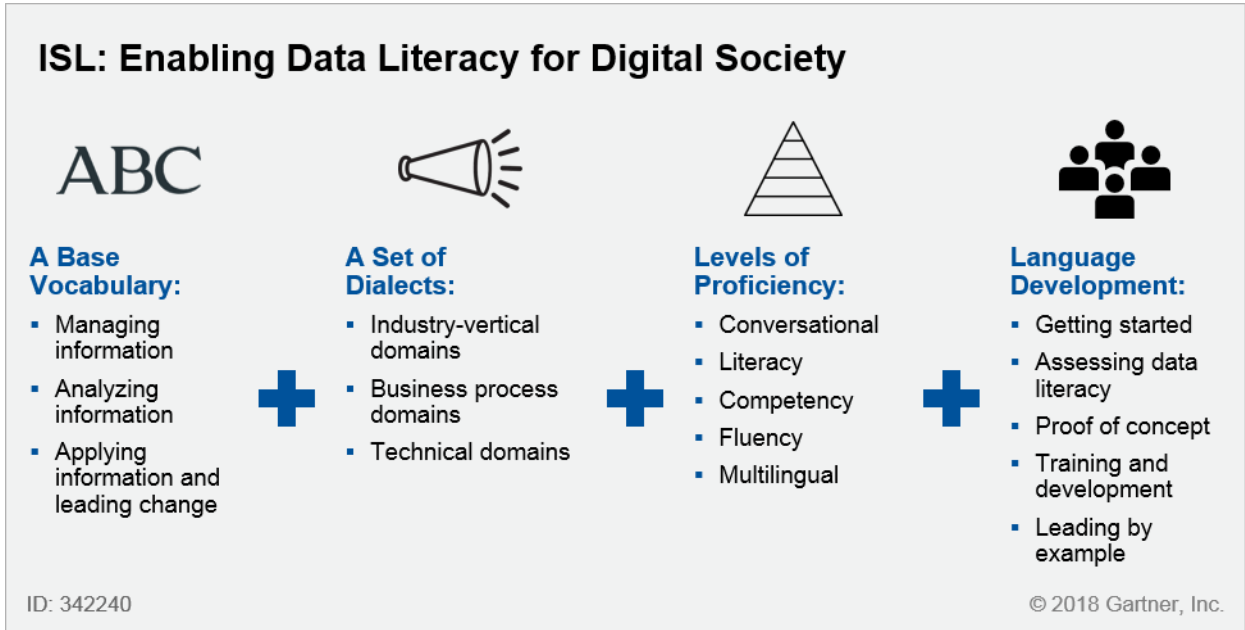 ISL: Enabling Data Literacy for Digital Society
ABC
A Base
Vocabulary:
▪ Managing
information
▪ Analyzing
information
▪ Applying
information and
leading change
A Set of
Dialects:
▪ Industry-vertical
domains
▪ Business process
domains
▪ Technical domains
Levels of
Proficiency:
▪ Conversational
▪ Literacy
▪ Competency
▪ Fluency
▪ Multilingual
Language
Development:
▪ Getting started
▪ Assessing data
literacy
▪ Proof of concept
▪ Training and
development
▪ Leading by
example
ID: 342240
© 2018 Gartner, Inc.